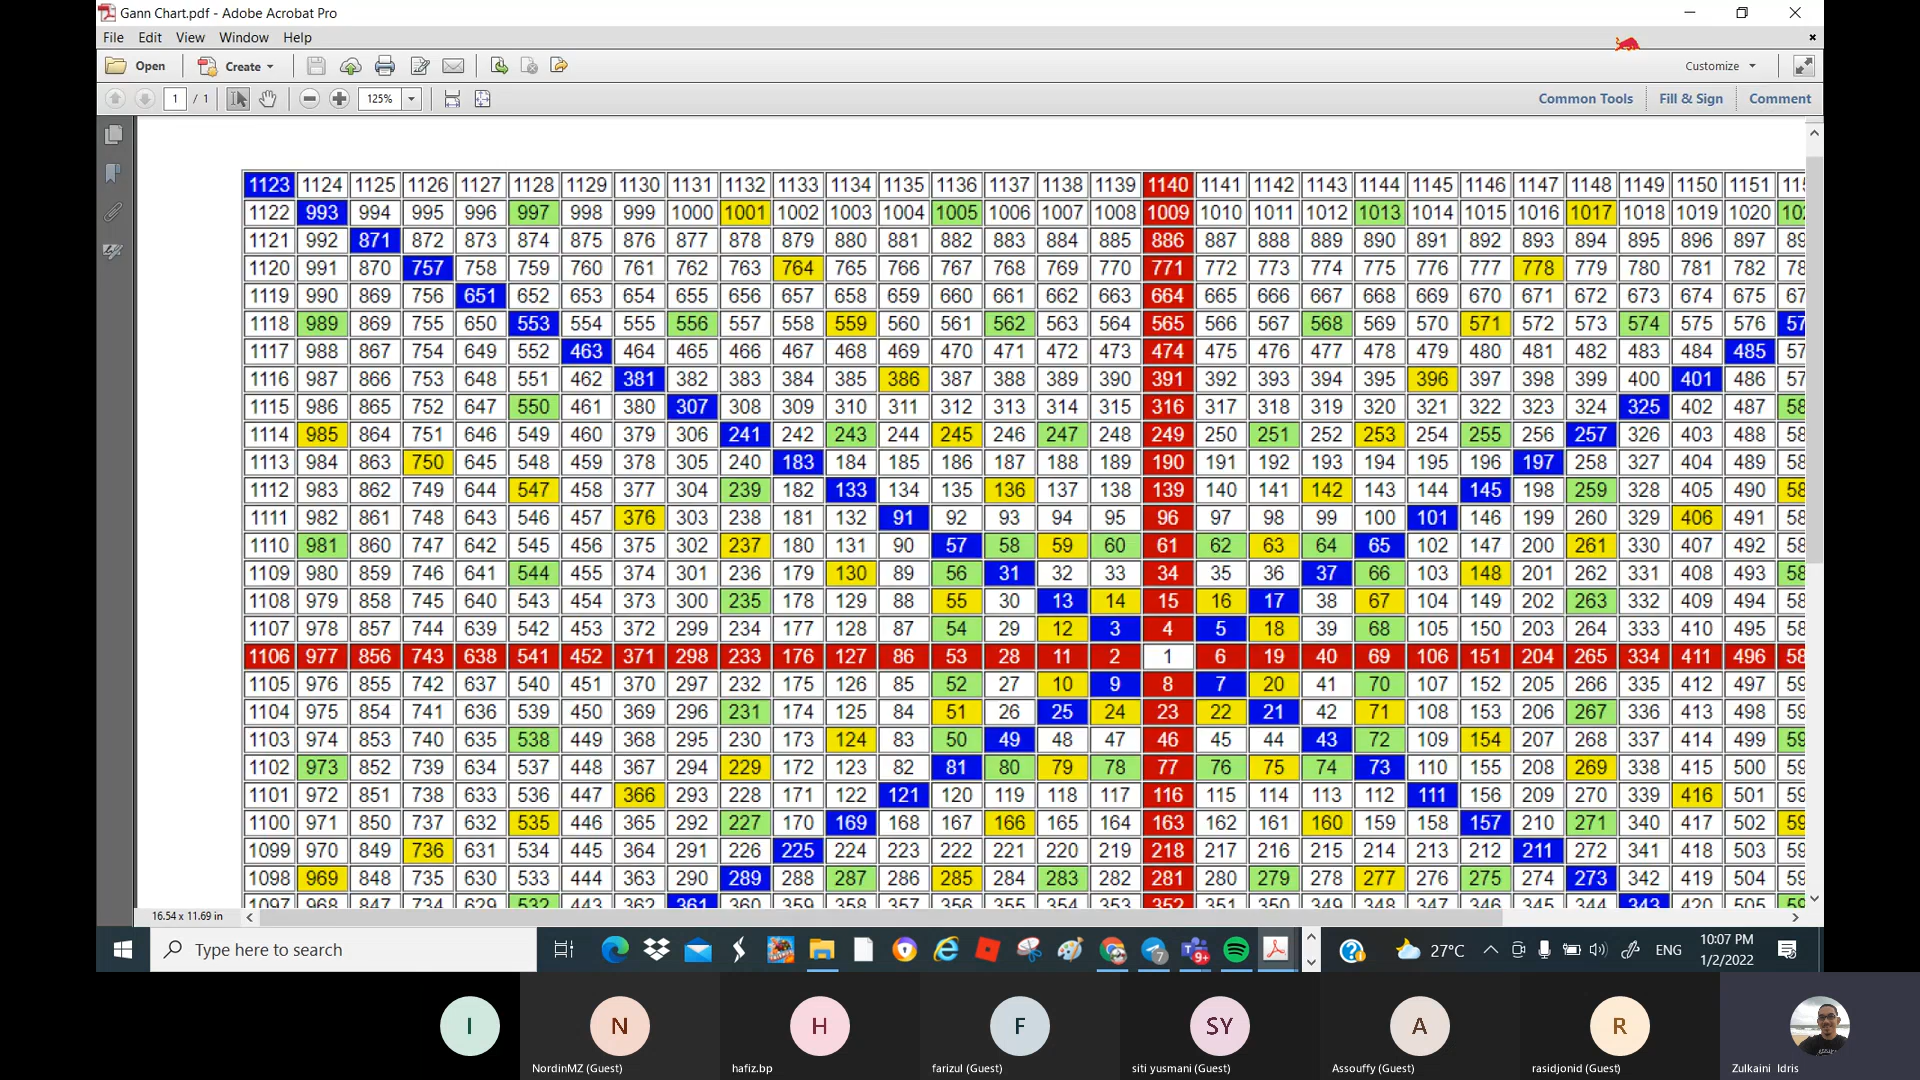 Gann Chart.pdf - Adobe Acrobat Pro
File Edit View Window Help
Open Create Customize
1 / 1 125% Common Tools Fill & Sign Comment
1123 1124 1125 1126 1127 1128 1129 1130 1131 1132 1133 1134 1135 1136 1137 1138 1139 1140 1141 1142 1143 1144 1145 1146 1147 1148 1149 1150 1151
1122 993 994 995 996 997 998 999 1000 1001 1002 1003 1004 1005 1006 1007 1008 1009 1010 1011 1012 1013 1014 1015 1016 1017 1018 1019 1020
1121 992 871 872 873 874 875 876 877 878 879 880 881 882 883 884 885 886 887 888 889 890 891 892 893 894 895 896 897
1120 991 870 757 758 759 760 761 762 763 764 765 766 767 768 769 770 771 772 773 774 775 776 777 778 779 780 781 782
1119 990 869 756 651 652 653 654 655 656 657 658 659 660 661 662 663 664 665 666 667 668 669 670 671 672 673 674 675
1118 989 869 755 650 553 554 555 556 557 558 559 560 561 562 563 564 565 566 567 568 569 570 571 572 573 574 575 576
1117 988 867 754 649 552 463 464 465 466 467 468 469 470 471 472 473 474 475 476 477 478 479 480 481 482 483 484 485
1116 987 866 753 648 551 462 381 382 383 384 385 386 387 388 389 390 391 392 393 394 395 396 397 398 399 400 401 486
1115 986 865 752 647 550 461 380 307 308 309 310 311 312 313 314 315 316 317 318 319 320 321 322 323 324 325 402 487
1114 985 864 751 646 549 460 379 306 241 242 243 244 245 246 247 248 249 250 251 252 253 254 255 256 257 326 403 488
1113 984 863 750 645 548 459 378 305 240 183 184 185 186 187 188 189 190 191 192 193 194 195 196 197 258 327 404 489
1112 983 862 749 644 547 458 377 304 239 182 133 134 135 136 137 138 139 140 141 142 143 144 145 198 259 328 405 490
1111 982 861 748 643 546 457 376 303 238 181 132 91 92 93 94 95 96 97 98 99 100 101 146 199 260 329 406 491
1110 981 860 747 642 545 456 375 302 237 180 131 90 57 58 59 60 61 62 63 64 65 102 147 200 261 330 407 492
1109 980 859 746 641 544 455 374 301 236 179 130 89 56 31 32 33 34 35 36 37 66 103 148 201 262 331 408 493
1108 979 858 745 640 543 454 373 300 235 178 129 88 55 30 13 14 15 16 17 38 67 104 149 202 263 332 409 494
1107 978 857 744 639 542 453 372 299 234 177 128 87 54 29 12 3 4 5 18 39 68 105 150 203 264 333 410 495
1106 977 856 743 638 541 452 371 298 233 176 127 86 53 28 11 2 1 6 19 40 69 106 151 204 265 334 411 496
1105 976 855 742 637 540 451 370 297 232 175 126 85 52 27 10 9 8 7 20 41 70 107 152 205 266 335 412 497
1104 975 854 741 636 539 450 369 296 231 174 125 84 51 26 25 24 23 22 21 42 71 108 153 206 267 336 413 498
1103 974 853 740 635 538 449 368 295 230 173 124 83 50 49 48 47 46 45 44 43 72 109 154 207 268 337 414 499
1102 973 852 739 634 537 448 367 294 229 172 123 82 81 80 79 78 77 76 75 74 73 110 155 208 269 338 415 500
1101 972 851 738 633 536 447 366 293 228 171 122 121 120 119 118 117 116 115 114 113 112 111 156 209 270 339 416 501
1100 971 850 737 632 535 446 365 292 227 170 169 168 167 166 165 164 163 162 161 160 159 158 157 210 271 340 417 502
1099 970 849 736 631 534 445 364 291 226 225 224 223 222 221 220 219 218 217 216 215 214 213 212 211 272 341 418 503
1098 969 848 735 630 533 444 363 290 289 288 287 286 285 284 283 282 281 280 279 278 277 276 275 274 273 342 419 504
1097 968 847 734 629 532 443 362 361 360 359 358 357 356 355 354 353 352 351 350 349 348 347 346 345 344 343 420 505
16.54 x 11.69 in
Type here to search 7 9+ 27°C ENG 10:07 PM
1/2/2022
I N H F SY A R
NordinMZ (Guest) hafiz.bp farizul (Guest) siti yusmani (Guest) Assouffy (Guest) rasidjonid (Guest) Zulkaini Idris